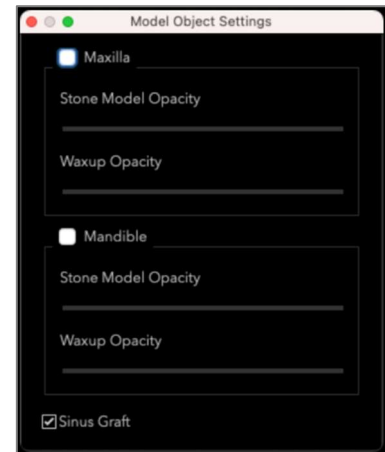 Model Object Settings
Maxilla
Stone Model Opacity
Waxup Opacity
Mandible
Stone Model Opacity
Waxup Opacity
Sinus Graft